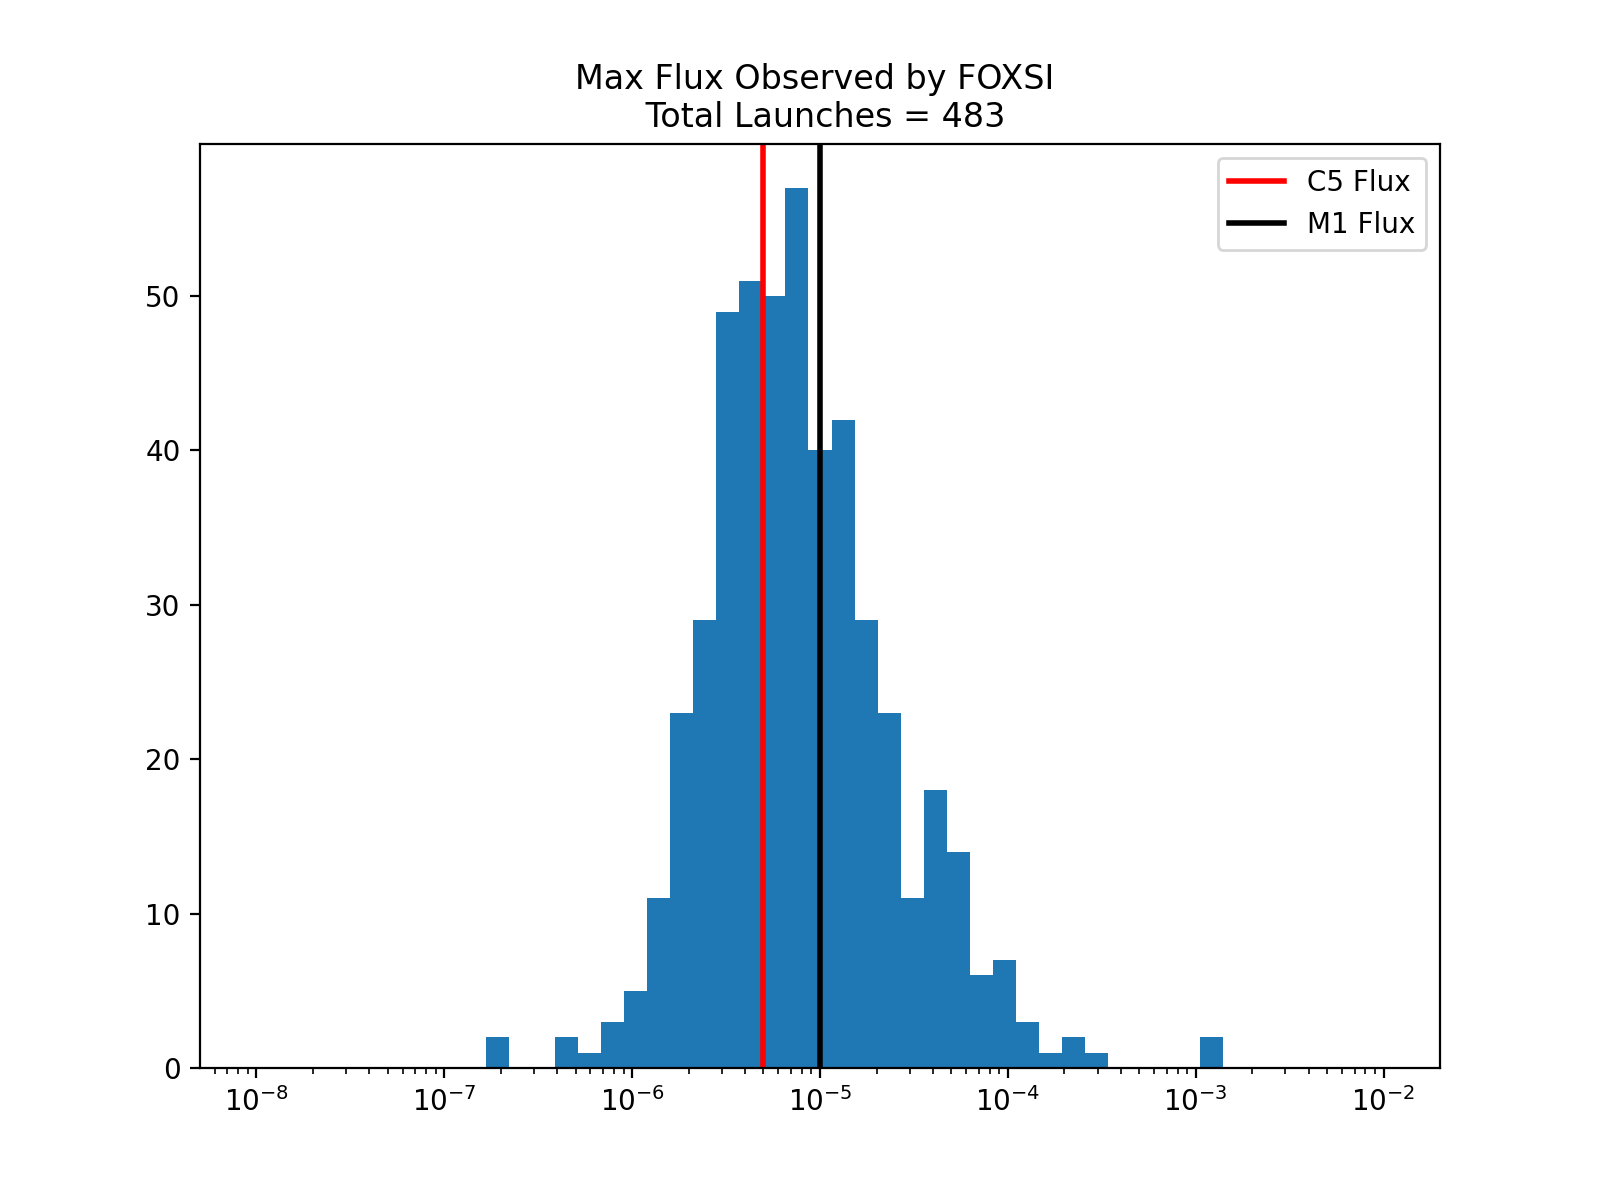 Max Flux Observed by FOXSI
Total Launches = 483
C5 Flux
M1 Flux
50
40
30
20
10
0
10⁻⁸ 10⁻⁷ 10⁻⁶ 10⁻⁵ 10⁻⁴ 10⁻³ 10⁻²